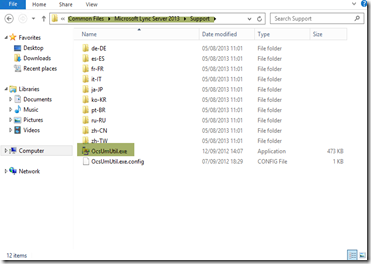 File Home Share View
Common Files Microsoft Lync Server 2013 Support Search Support
Favorites
Desktop
Downloads
Recent places
Libraries
Documents
Music
Pictures
Videos
Computer
Network
Name Date modified Type Size
de-DE 05/08/2013 11:01 File folder
es-ES 05/08/2013 11:01 File folder
fr-FR 05/08/2013 11:01 File folder
it-IT 05/08/2013 11:01 File folder
ja-JP 05/08/2013 11:01 File folder
ko-KR 05/08/2013 11:01 File folder
pt-BR 05/08/2013 11:01 File folder
ru-RU 05/08/2013 11:01 File folder
zh-CN 05/08/2013 11:01 File folder
zh-TW 05/08/2013 11:01 File folder
OcsUmUtil.exe 12/09/2012 14:07 Application 473 KB
OcsUmUtil.exe.config 07/09/2012 18:29 CONFIG File 1 KB
12 items